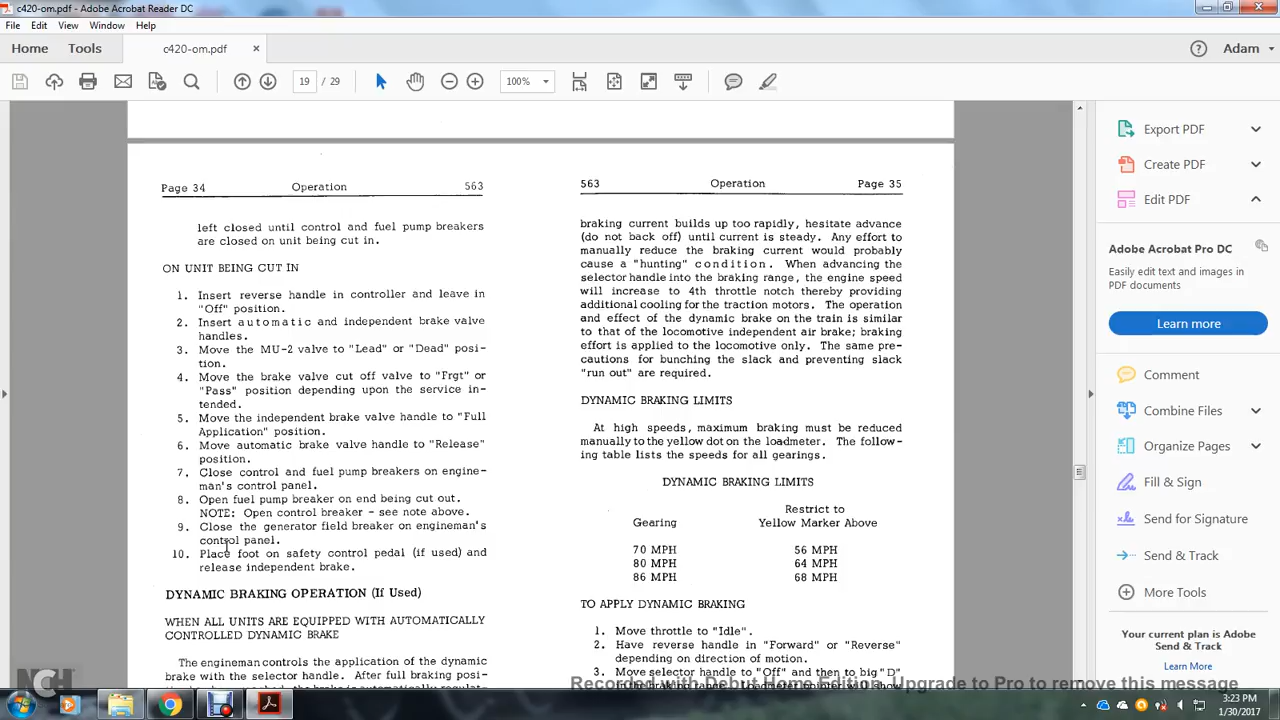 c420-om.pdf - Adobe Acrobat Reader DC
File Edit View Window Help
Home Tools c420-om.pdf × Adam
19 / 29 100%
Page 34 Operation 563
left closed until control and fuel pump breakers
are closed on unit being cut in.
ON UNIT BEING CUT IN
1. Insert reverse handle in controller and leave in
"Off" position.
2. Insert automatic and independent brake valve
handles.
3. Move the MU-2 valve to "Lead" or "Dead" posi-
tion.
4. Move the brake valve cut off valve to "Frgt" or
"Pass" position depending upon the service in-
tended.
5. Move the independent brake valve handle to "Full
Application" position.
6. Move automatic brake valve handle to "Release"
position.
7. Close control and fuel pump breakers on engine-
man's control panel.
8. Open fuel pump breaker on end being cut out.
NOTE: Open control breaker - see note above.
9. Close the generator field breaker on engineman's
control panel.
10. Place foot on safety control pedal (if used) and
release independent brake.
DYNAMIC BRAKING OPERATION (If Used)
WHEN ALL UNITS ARE EQUIPPED WITH AUTOMATICALLY
CONTROLLED DYNAMIC BRAKE
The engineman controls the application of the dynamic
brake with the selector handle. After full braking posi-
563 Operation Page 35
braking current builds up too rapidly, hesitate advance
(do not back off) until current is steady. Any effort to
manually reduce the braking current would probably
cause a "hunting" condition. When advancing the
selector handle into the braking range, the engine speed
will increase to 4th throttle notch thereby providing
additional cooling for the traction motors. The operation
and effect of the dynamic brake on the train is similar
to that of the locomotive independent air brake; braking
effort is applied to the locomotive only. The same pre-
cautions for bunching the slack and preventing slack
"run out" are required.
DYNAMIC BRAKING LIMITS
At high speeds, maximum braking must be reduced
manually to the yellow dot on the loadmeter. The follow-
ing table lists the speeds for all gearings.
DYNAMIC BRAKING LIMITS
Restrict to
Gearing Yellow Marker Above
70 MPH 56 MPH
80 MPH 64 MPH
86 MPH 68 MPH
TO APPLY DYNAMIC BRAKING
1. Move throttle to "Idle".
2. Have reverse handle in "Forward" or "Reverse"
depending on direction of motion.
3. Move selector handle to "Off" and then to big "D"
Export PDF
Create PDF
Edit PDF
Adobe Acrobat Pro DC
Easily edit text and images in
PDF documents
Learn more
Comment
Combine Files
Organize Pages
Fill & Sign
Send for Signature
Send & Track
More Tools
Your current plan is Adobe
Send & Track
Learn More
NCH
Recorded with Debut Home Edition. Upgrade to Pro to remove this message
3:23 PM
1/30/2017